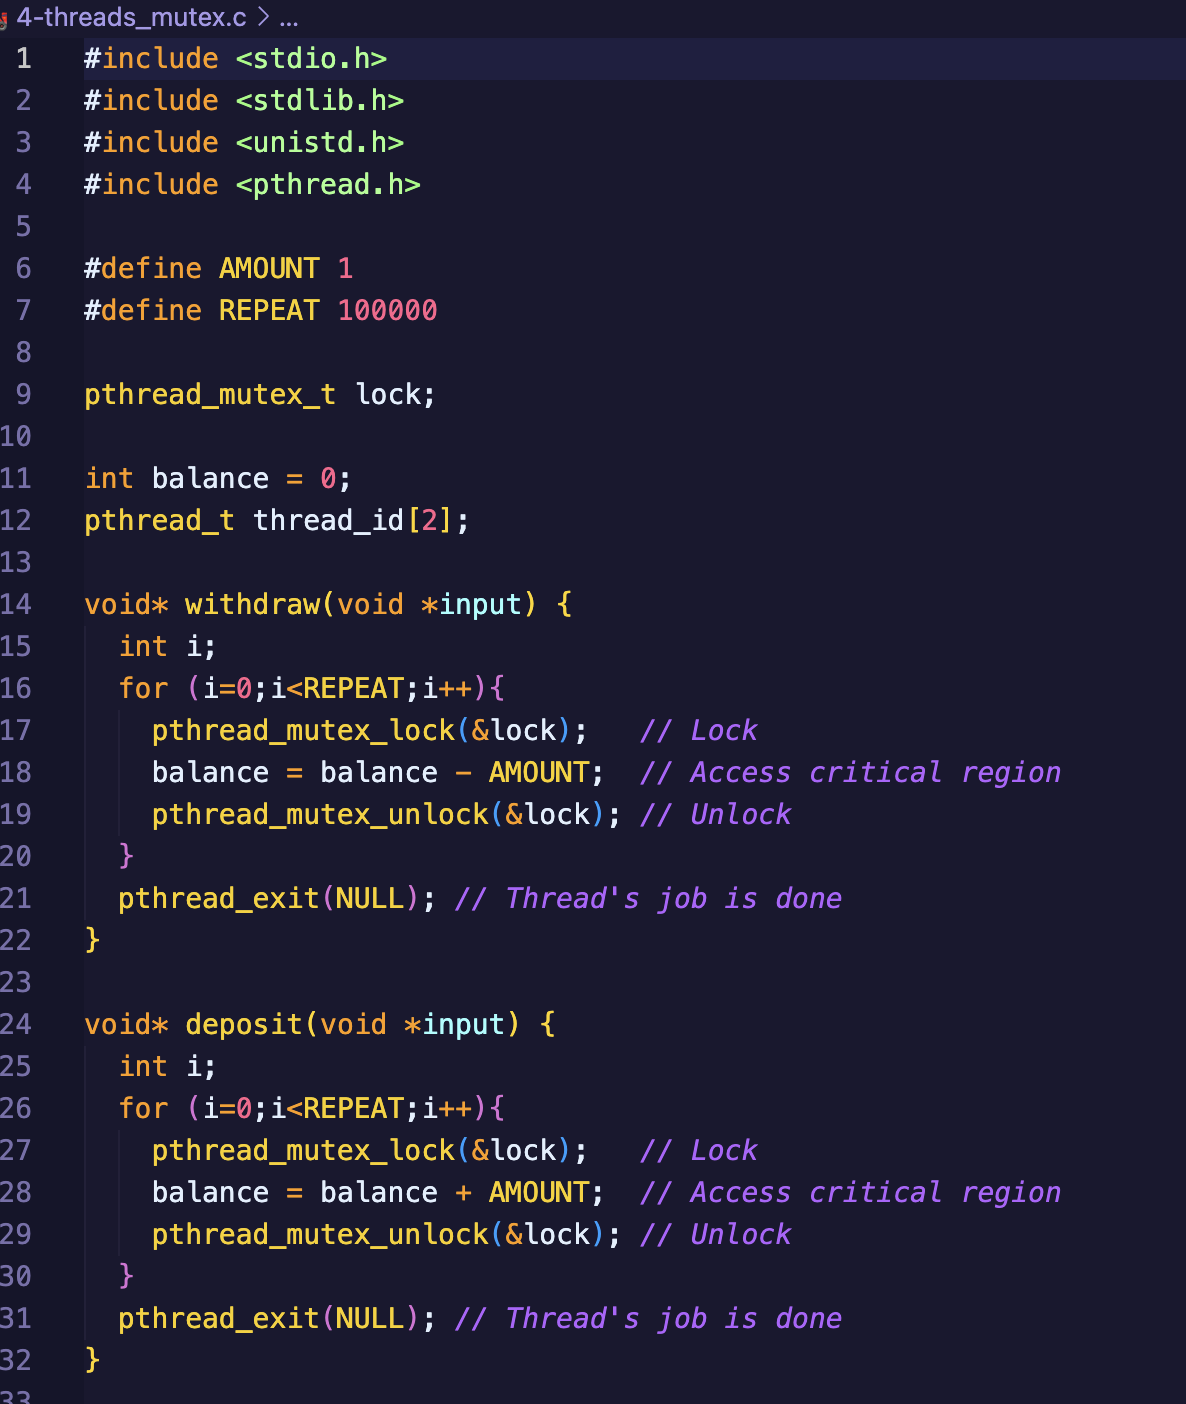 4-threads_mutex.c > ...
1 #include <stdio.h>
2 #include <stdlib.h>
3 #include <unistd.h>
4 #include <pthread.h>
5
6 #define AMOUNT 1
7 #define REPEAT 100000
8
9 pthread_mutex_t lock;
10
11 int balance = 0;
12 pthread_t thread_id[2];
13
14 void* withdraw(void *input) {
15   int i;
16   for (i=0;i<REPEAT;i++){
17     pthread_mutex_lock(&lock);   // Lock
18     balance = balance - AMOUNT;  // Access critical region
19     pthread_mutex_unlock(&lock); // Unlock
20   }
21   pthread_exit(NULL); // Thread's job is done
22 }
23
24 void* deposit(void *input) {
25   int i;
26   for (i=0;i<REPEAT;i++){
27     pthread_mutex_lock(&lock);   // Lock
28     balance = balance + AMOUNT;  // Access critical region
29     pthread_mutex_unlock(&lock); // Unlock
30   }
31   pthread_exit(NULL); // Thread's job is done
32 }
33